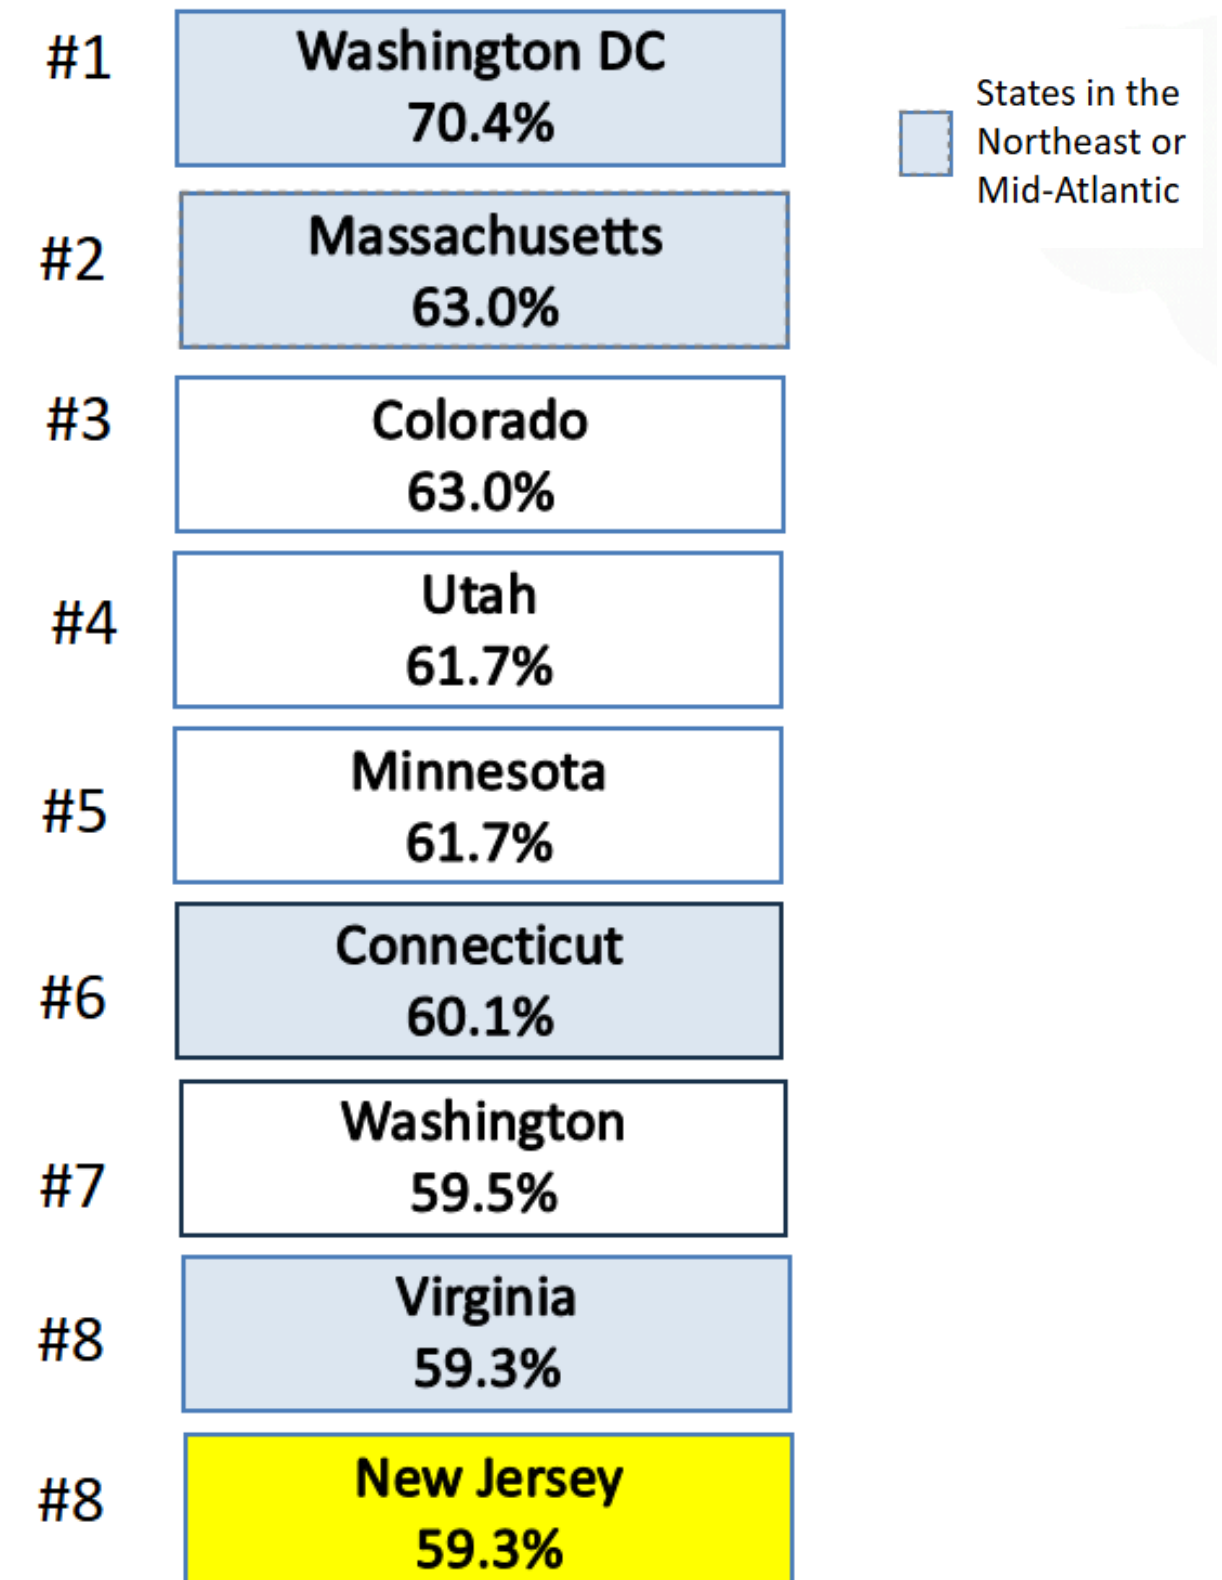 #1
Washington DC
70.4%
States in the
Northeast or
Mid-Atlantic
#2
Massachusetts
63.0%
#3
Colorado
63.0%
#4
Utah
61.7%
#5
Minnesota
61.7%
#6
Connecticut
60.1%
#7
Washington
59.5%
#8
Virginia
59.3%
#8
New Jersey
59.3%